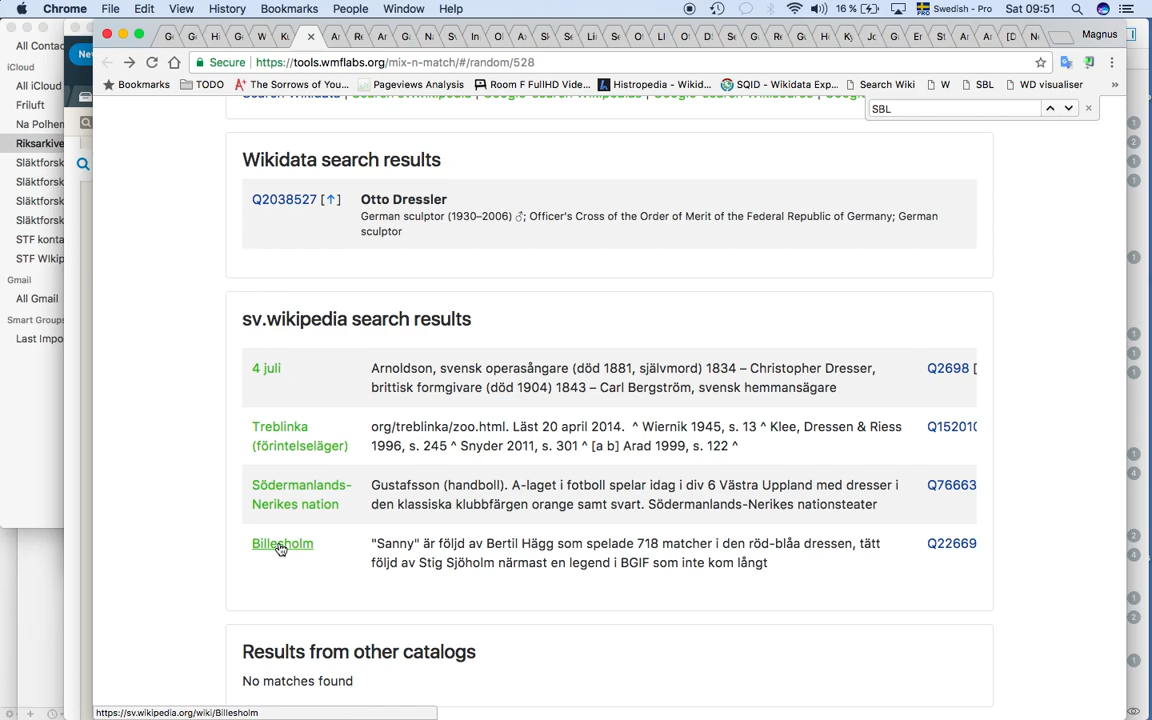 Chrome File Edit View History Bookmarks People Window Help 16 % Swedish - Pro Sat 09:51
Magnus
Secure https://tools.wmflabs.org/mix-n-match/#/random/528
Bookmarks TODO The Sorrows of You... Pageviews Analysis Room F FullHD Vide... Histropedia - Wikid... SQID - Wikidata Exp... Search Wiki W SBL WD visualiser »
SBL
All Contac
iCloud
All iCloud
Friluft
Na Polhem
Riksarkive
Släktforsk
Släktforsk
Släktforsk
Släktforsk
STF konta
STF WIkip
Gmail
All Gmail
Smart Groups
Last Impo
Wikidata search results
Q2038527 [↑] Otto Dressler
German sculptor (1930–2006) ♂; Officer's Cross of the Order of Merit of the Federal Republic of Germany; German
sculptor
sv.wikipedia search results
4 juli Arnoldson, svensk operasångare (död 1881, självmord) 1834 – Christopher Dresser, Q2698 [
brittisk formgivare (död 1904) 1843 – Carl Bergström, svensk hemmansägare
Treblinka org/treblinka/zoo.html. Läst 20 april 2014. ^ Wiernik 1945, s. 13 ^ Klee, Dressen & Riess Q152010
(förintelseläger) 1996, s. 245 ^ Snyder 2011, s. 301 ^ [a b] Arad 1999, s. 122 ^
Södermanlands- Gustafsson (handboll). A-laget i fotboll spelar idag i div 6 Västra Uppland med dresser i Q76663
Nerikes nation den klassiska klubbfärgen orange samt svart. Södermanlands-Nerikes nationsteater
Billesholm "Sanny" är följd av Bertil Hägg som spelade 718 matcher i den röd-blåa dressen, tätt Q22669
följd av Stig Sjöholm närmast en legend i BGIF som inte kom långt
Results from other catalogs
No matches found
https://sv.wikipedia.org/wiki/Billesholm